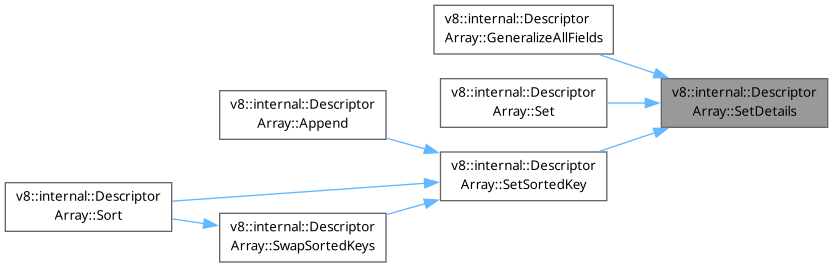 v8::internal::Descriptor
Array::GeneralizeAllFields
v8::internal::Descriptor
Array::SetDetails
v8::internal::Descriptor
Array::Set
v8::internal::Descriptor
Array::Append
v8::internal::Descriptor
Array::SetSortedKey
v8::internal::Descriptor
Array::Sort
v8::internal::Descriptor
Array::SwapSortedKeys